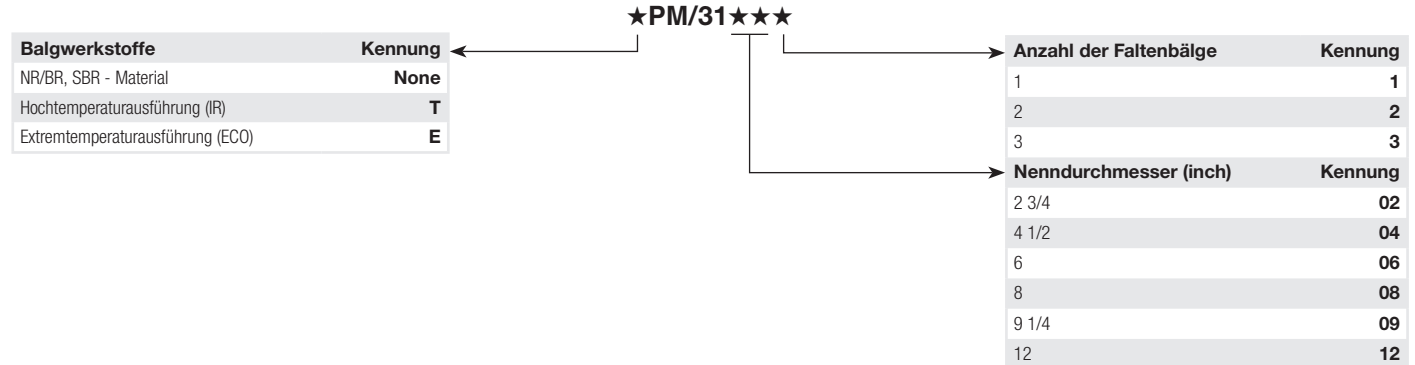 ★PM/31★★★
Balgwerkstoffe Kennung
NR/BR, SBR - Material None
Hochtemperaturausführung (IR) T
Extremtemperaturausführung (ECO) E
Anzahl der Faltenbälge Kennung
1 1
2 2
3 3
Nenndurchmesser (inch) Kennung
2 3/4 02
4 1/2 04
6 06
8 08
9 1/4 09
12 12